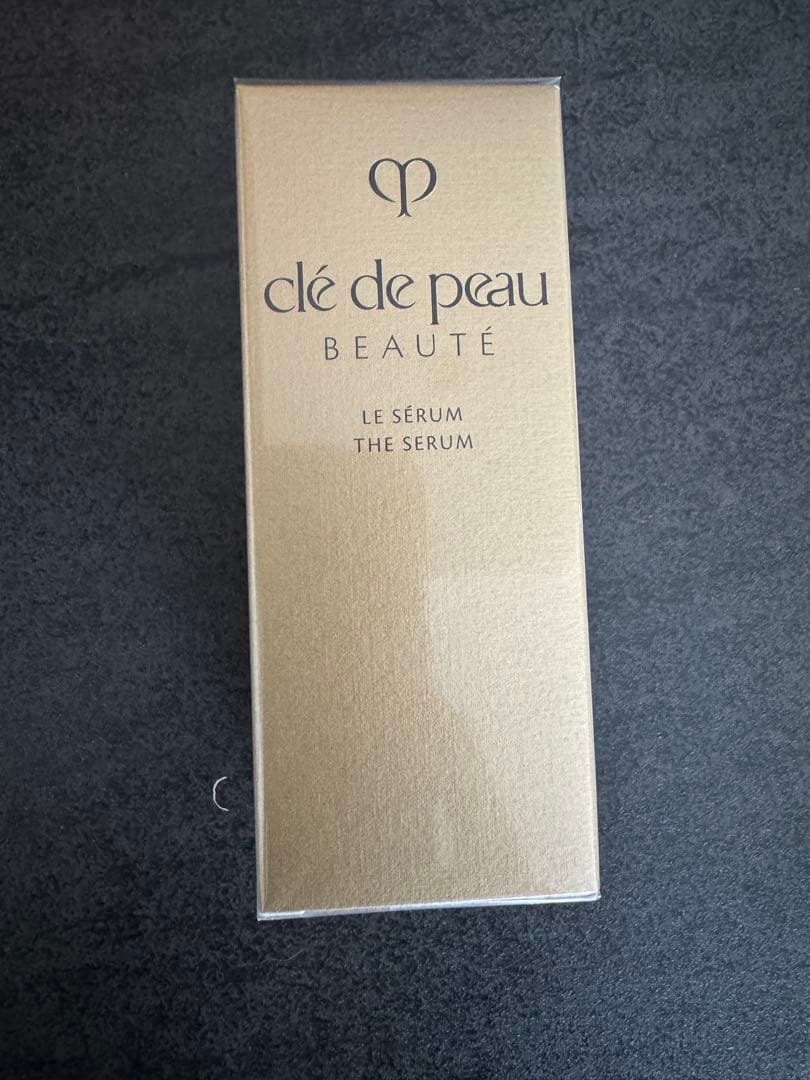 clé de peau
BEAUTÉ
LE SÉRUM
THE SERUM